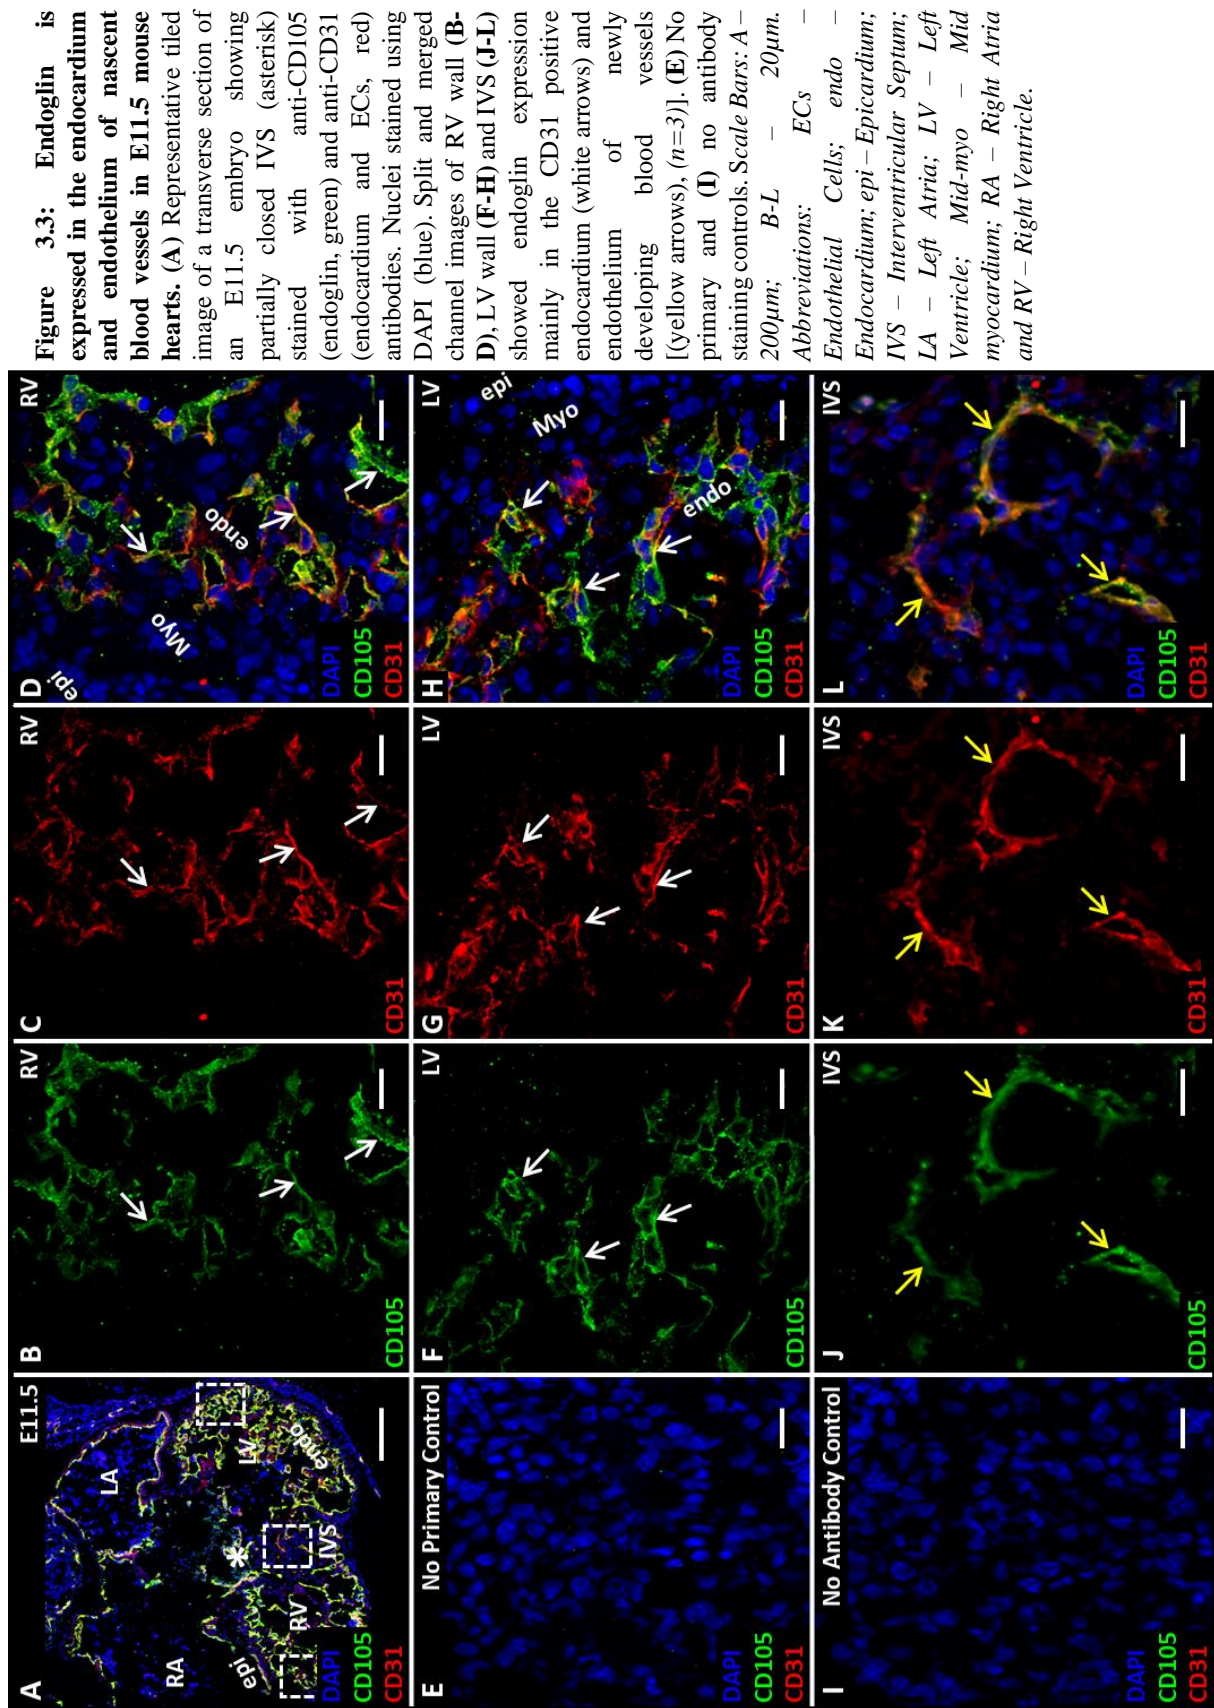 A
E11.5
LA
RA
LV
endo
*
IVS
RV
epi
DAPI
CD105
CD31
B
RV
CD105
C
RV
CD31
D
RV
epi
Myo
endo
DAPI
CD105
CD31
E
No Primary Control
DAPI
CD105
CD31
F
LV
CD105
G
LV
CD31
H
LV
epi
Myo
endo
DAPI
CD105
CD31
I
No Antibody Control
DAPI
CD105
CD31
J
IVS
CD105
K
IVS
CD31
L
IVS
DAPI
CD105
CD31
Figure 3.3: Endoglin is
expressed in the endocardium
and endothelium of nascent
blood vessels in E11.5 mouse
hearts. (A) Representative tiled
image of a transverse section of
an E11.5 embryo showing
partially closed IVS (asterisk)
stained with anti-CD105
(endoglin, green) and anti-CD31
(endocardium and ECs, red)
antibodies. Nuclei stained using
DAPI (blue). Split and merged
channel images of RV wall (B-
D), LV wall (F-H) and IVS (J-L)
showed endoglin expression
mainly in the CD31 positive
endocardium (white arrows) and
endothelium of newly
developing blood vessels
[(yellow arrows), (n=3)]. (E) No
primary and (I) no antibody
staining controls. Scale Bars: A –
200μm; B-L – 20μm.
Abbreviations: ECs –
Endothelial Cells; endo –
Endocardium; epi – Epicardium;
IVS – Interventricular Septum;
LA – Left Atria; LV – Left
Ventricle; Mid-myo – Mid
myocardium; RA – Right Atria
and RV – Right Ventricle.